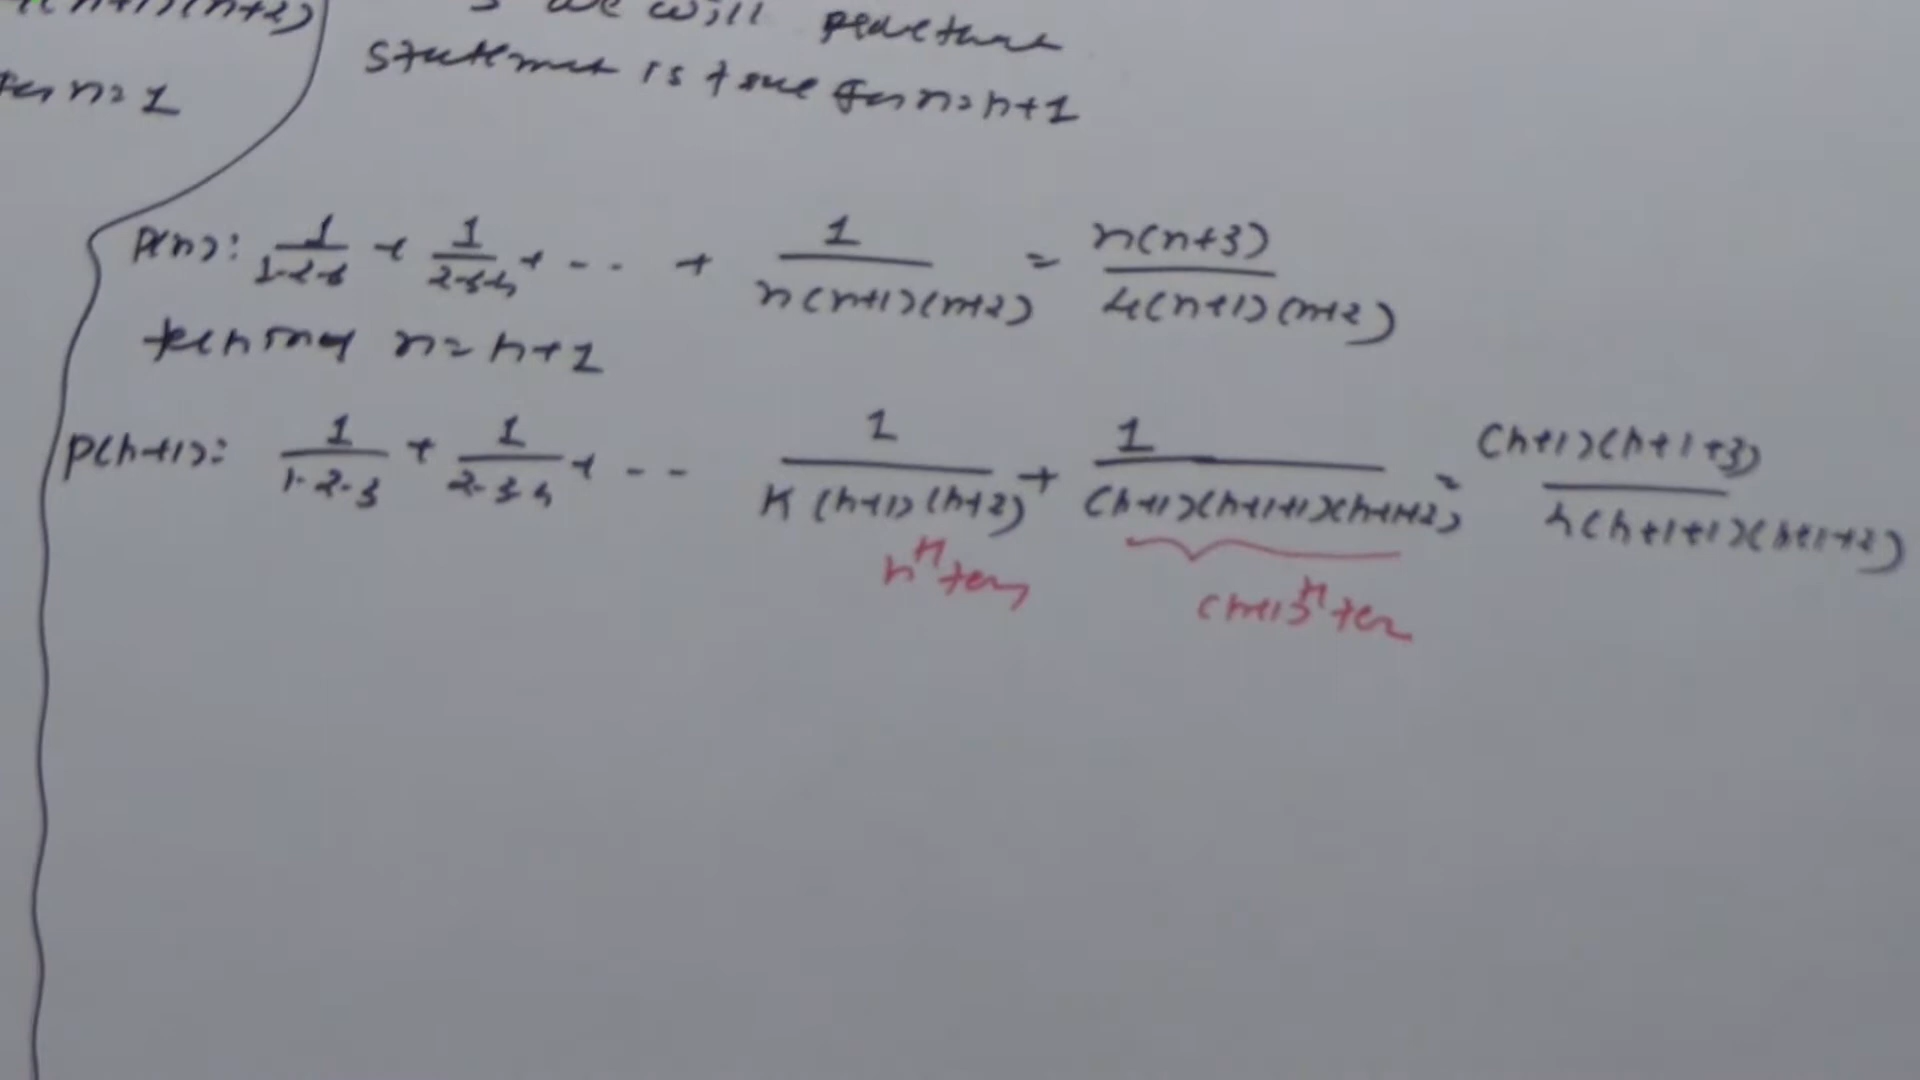 (k+1)(k+2)
for n=1
we will prove that
statement is true for n=k+1
P(n): 1/1·2·3 + 1/2·3·4 + -- + 1/n(n+1)(n+2) = n(n+3)/4(n+1)(n+2)
n=k+1
P(k+1): 1/1·2·3 + 1/2·3·4 + -- 1/K(k+1)(k+2) + 1/(k+1)(k+1+1)(k+1+2) = (k+1)(k+1+3)/4(k+1+1)(k+1+2)
kth term
(k+1)th term